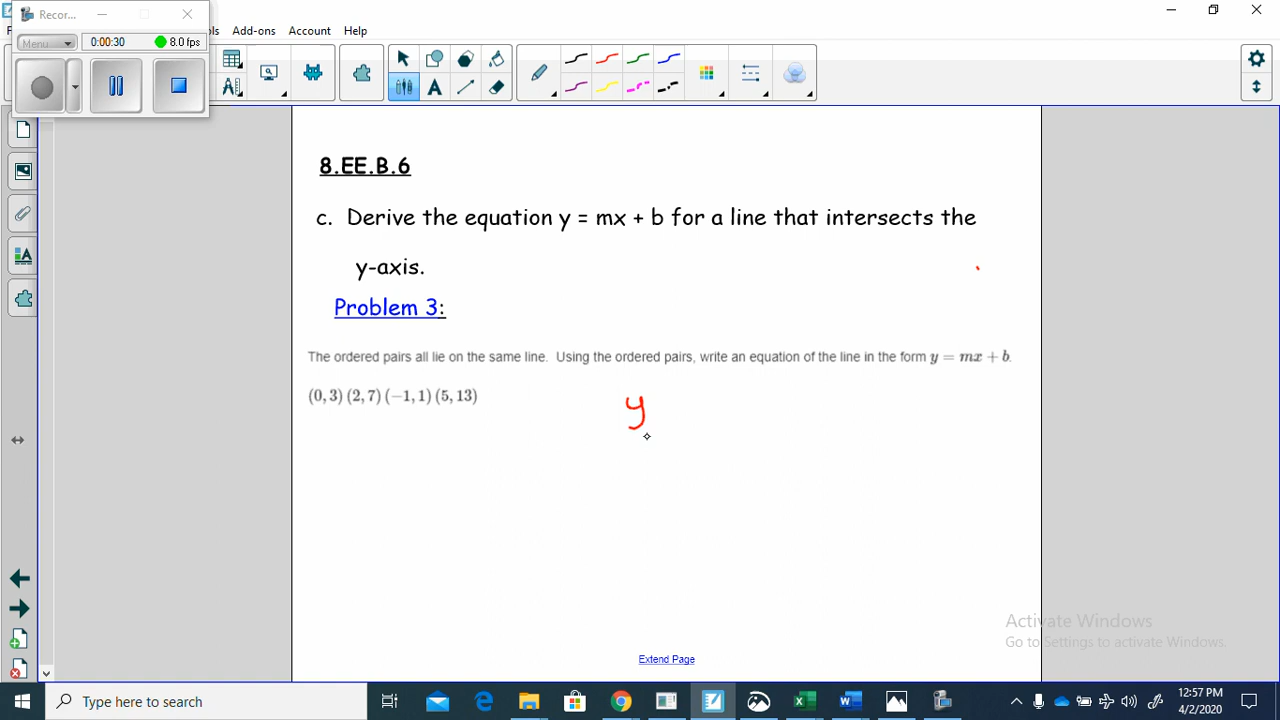 Recor...
Menu
0:00:30
8.0 fps
Add-ons Account Help
8.EE.B.6
c. Derive the equation y = mx + b for a line that intersects the
y-axis.
Problem 3:
The ordered pairs all lie on the same line. Using the ordered pairs, write an equation of the line in the form y = mx + b.
(0, 3) (2, 7) (−1, 1) (5, 13)
y
Activate Windows
Go to Settings to activate Windows.
Extend Page
Type here to search
12:57 PM
4/2/2020